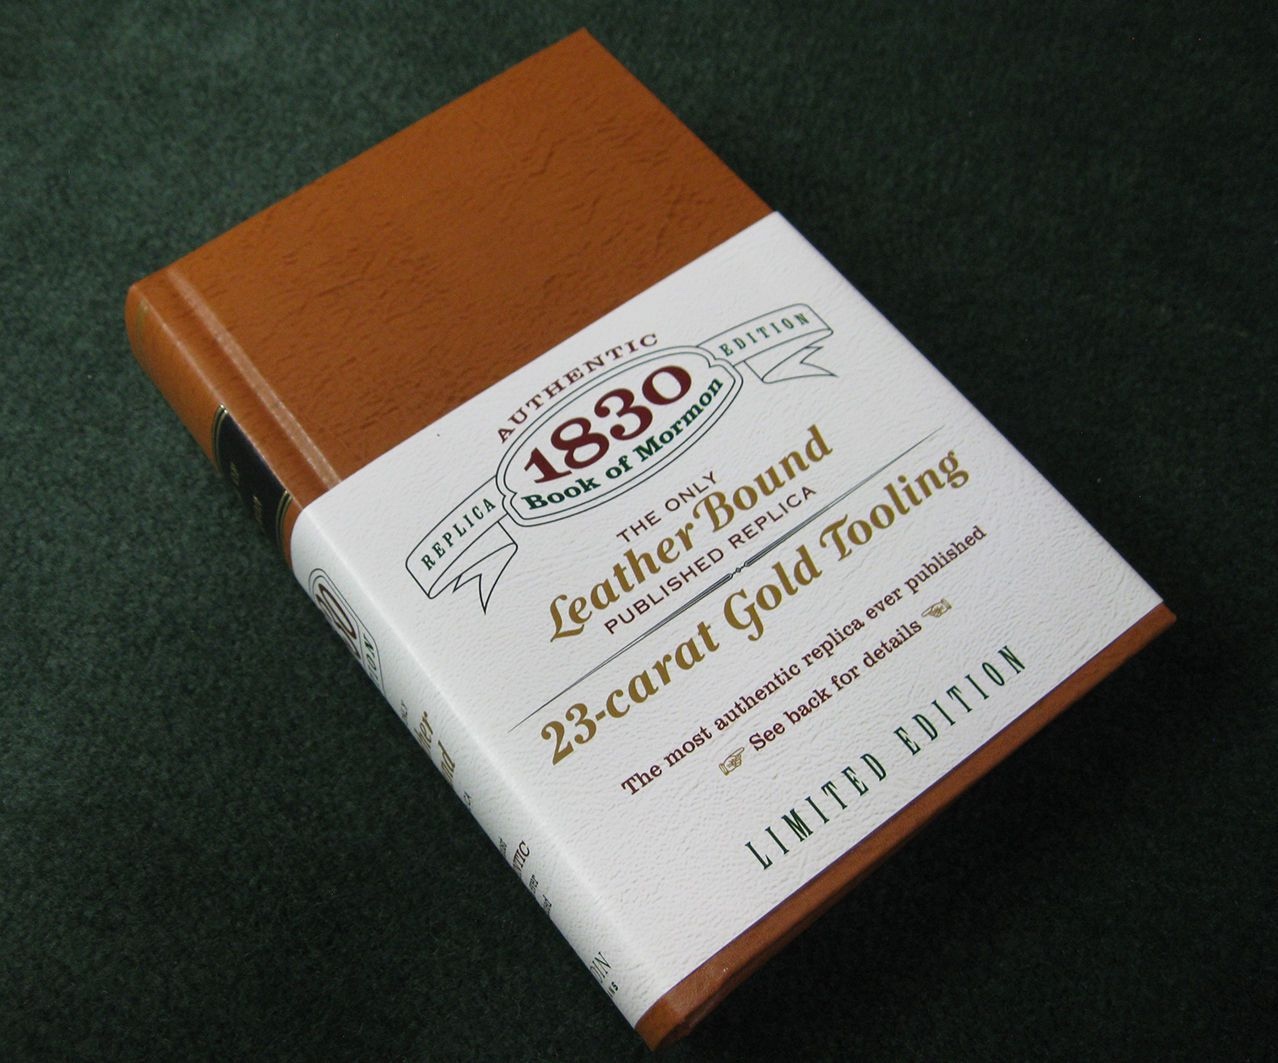 AUTHENTIC
1830
Book of Mormon
REPLICA EDITION
THE ONLY
Leather Bound
PUBLISHED REPLICA
23-carat Gold Tooling
The most authentic replica ever published
See back for details
LIMITED EDITION